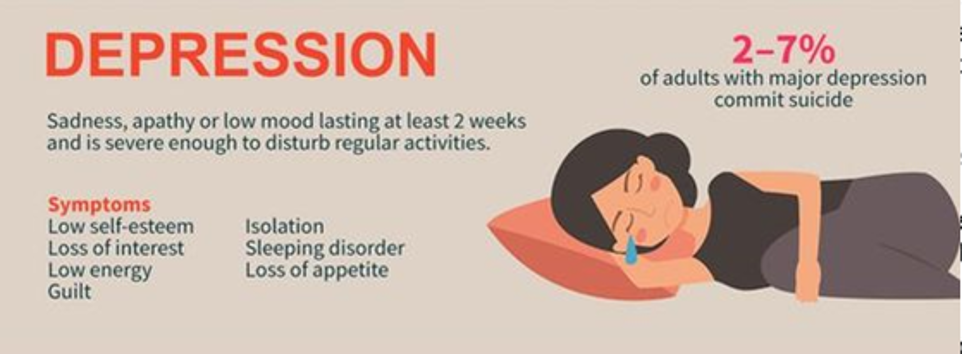 DEPRESSION
Sadness, apathy or low mood lasting at least 2 weeks
and is severe enough to disturb regular activities.
2–7%
of adults with major depression
commit suicide
Symptoms
Low self-esteem
Loss of interest
Low energy
Guilt
Isolation
Sleeping disorder
Loss of appetite